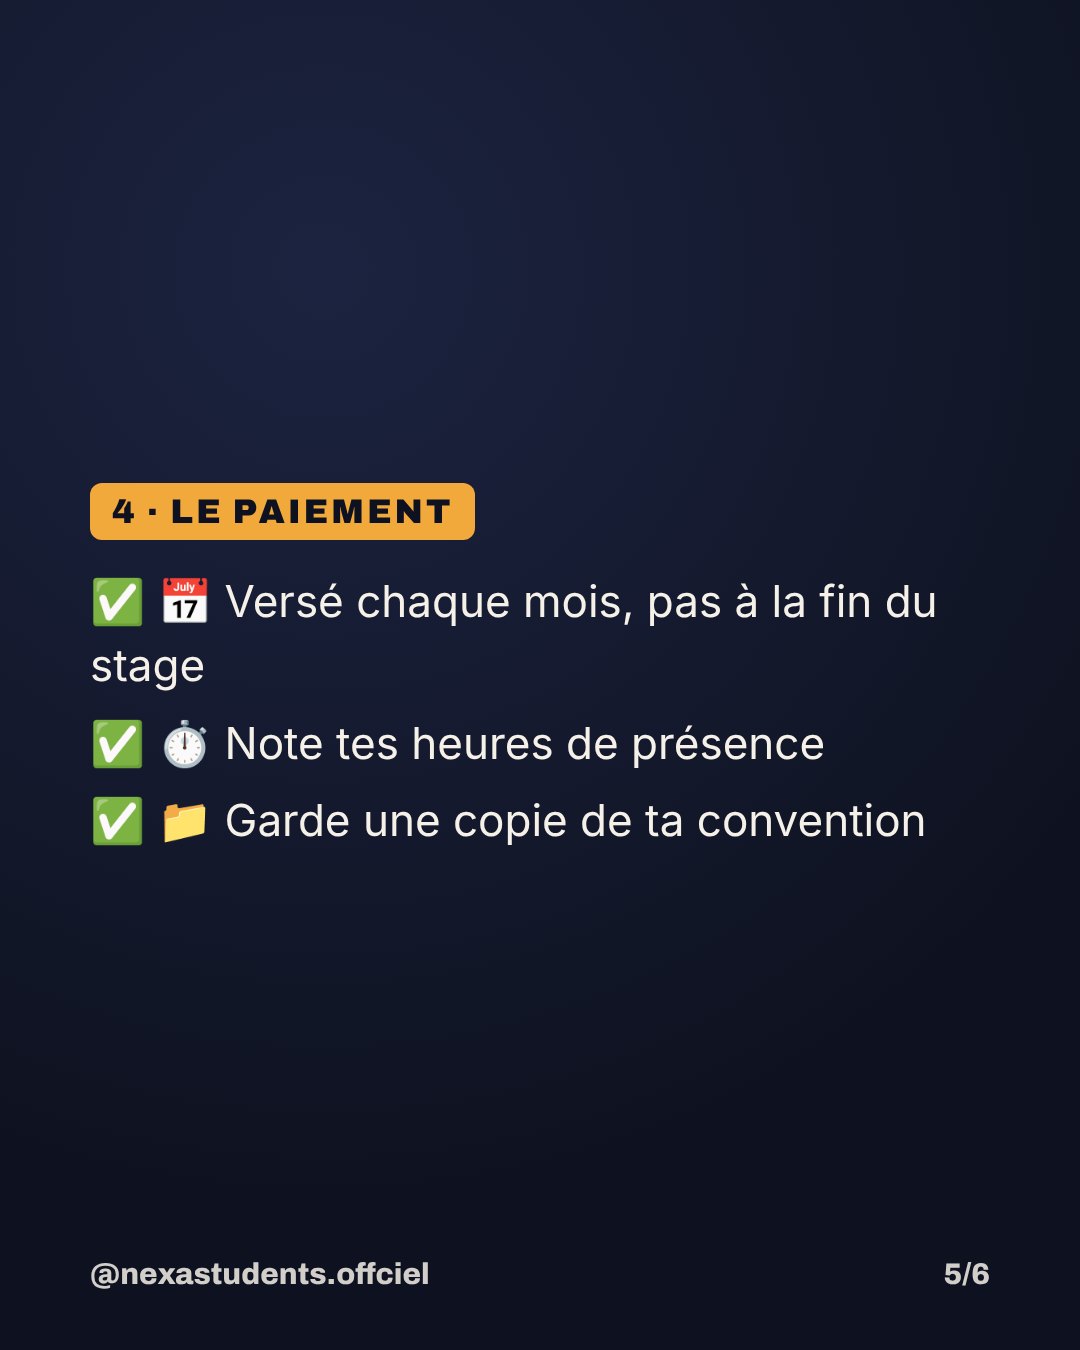 4 · LE PAIEMENT
✅ 📅 Versé chaque mois, pas à la fin du
stage
✅ ⏱️ Note tes heures de présence
✅ 📁 Garde une copie de ta convention
@nexastudents.offciel
5/6